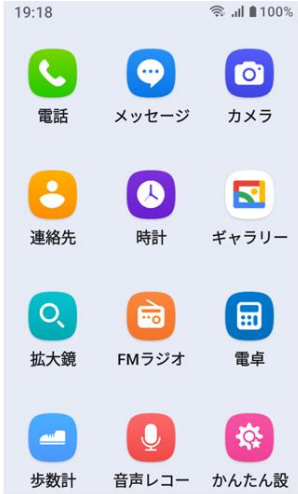 19:18 100%
電話 メッセージ カメラ
連絡先 時計 ギャラリー
拡大鏡 FMラジオ 電卓
歩数計 音声レコー かんたん設